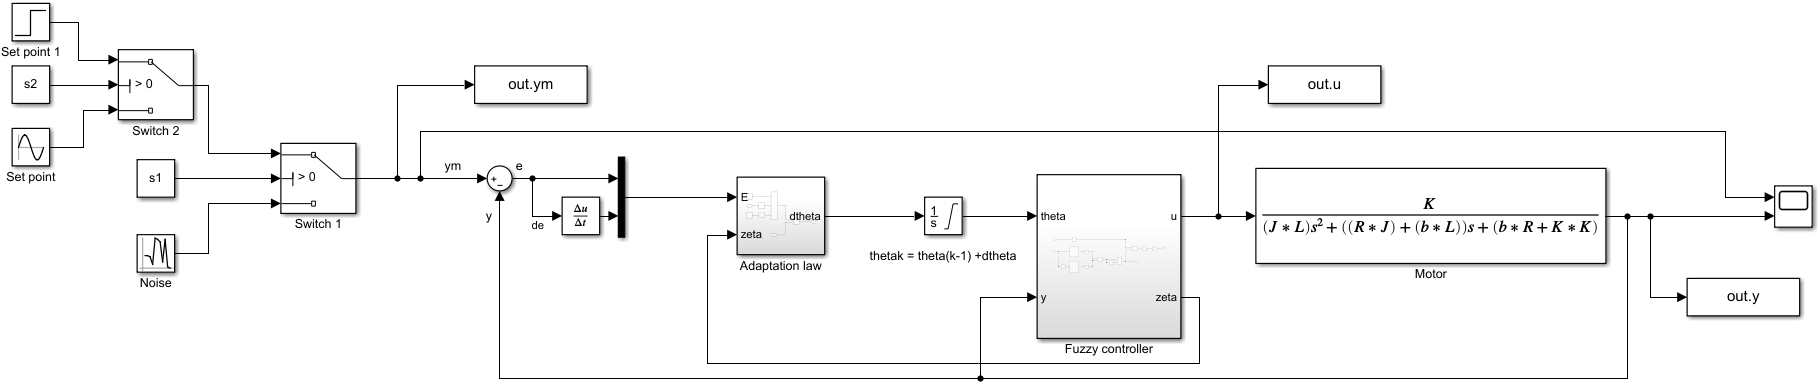 Set point 1
s2
> 0
Switch 2
Set point
s1
> 0
Switch 1
Noise
out.ym
ym
+
−
e
y
de
Δu
Δt
E
zeta
dtheta
Adaptation law
1
s
thetak = theta(k-1) +dtheta
theta
y
u
zeta
Fuzzy controller
out.u
K
(J∗L)s²+((R∗J)+(b∗L))s+(b∗R+K∗K)
Motor
out.y